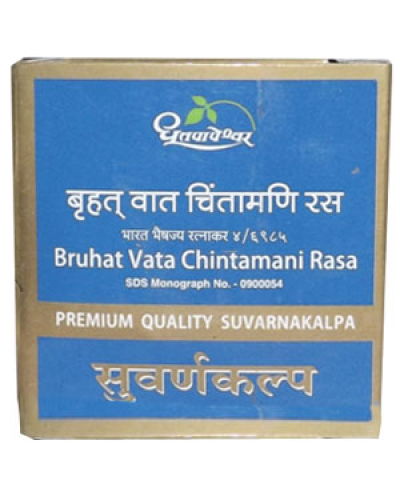 धूतपापेश्वर
बृहत् वात चिंतामणि रस
भारत भैषज्य रत्नाकर ४/६९८५
Bruhat Vata Chintamani Rasa
SDS Monograph No. - 0900054
PREMIUM QUALITY SUVARNAKALPA
सुवर्णकल्प